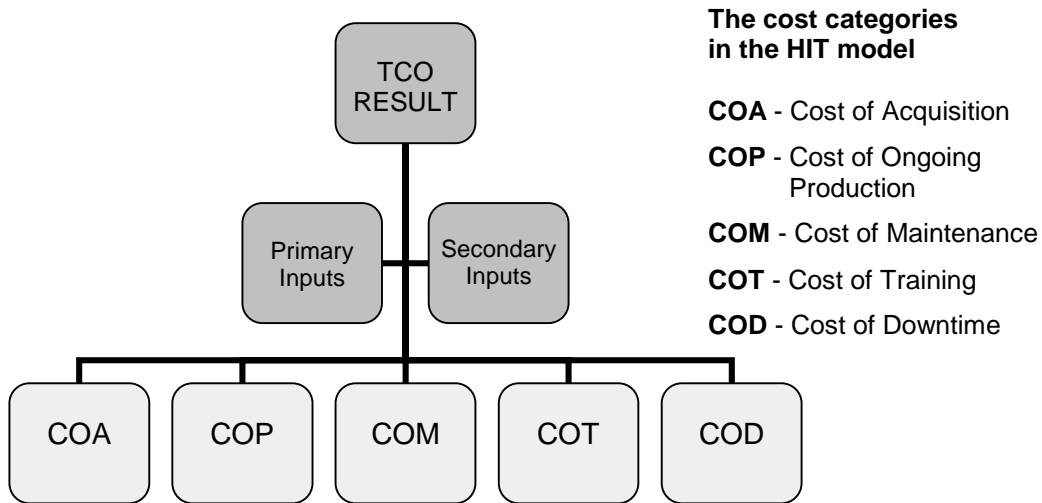 TCO
RESULT
Primary
Inputs
Secondary
Inputs
COA
COP
COM
COT
COD
The cost categories
in the HIT model
COA - Cost of Acquisition
COP - Cost of Ongoing
Production
COM - Cost of Maintenance
COT - Cost of Training
COD - Cost of Downtime